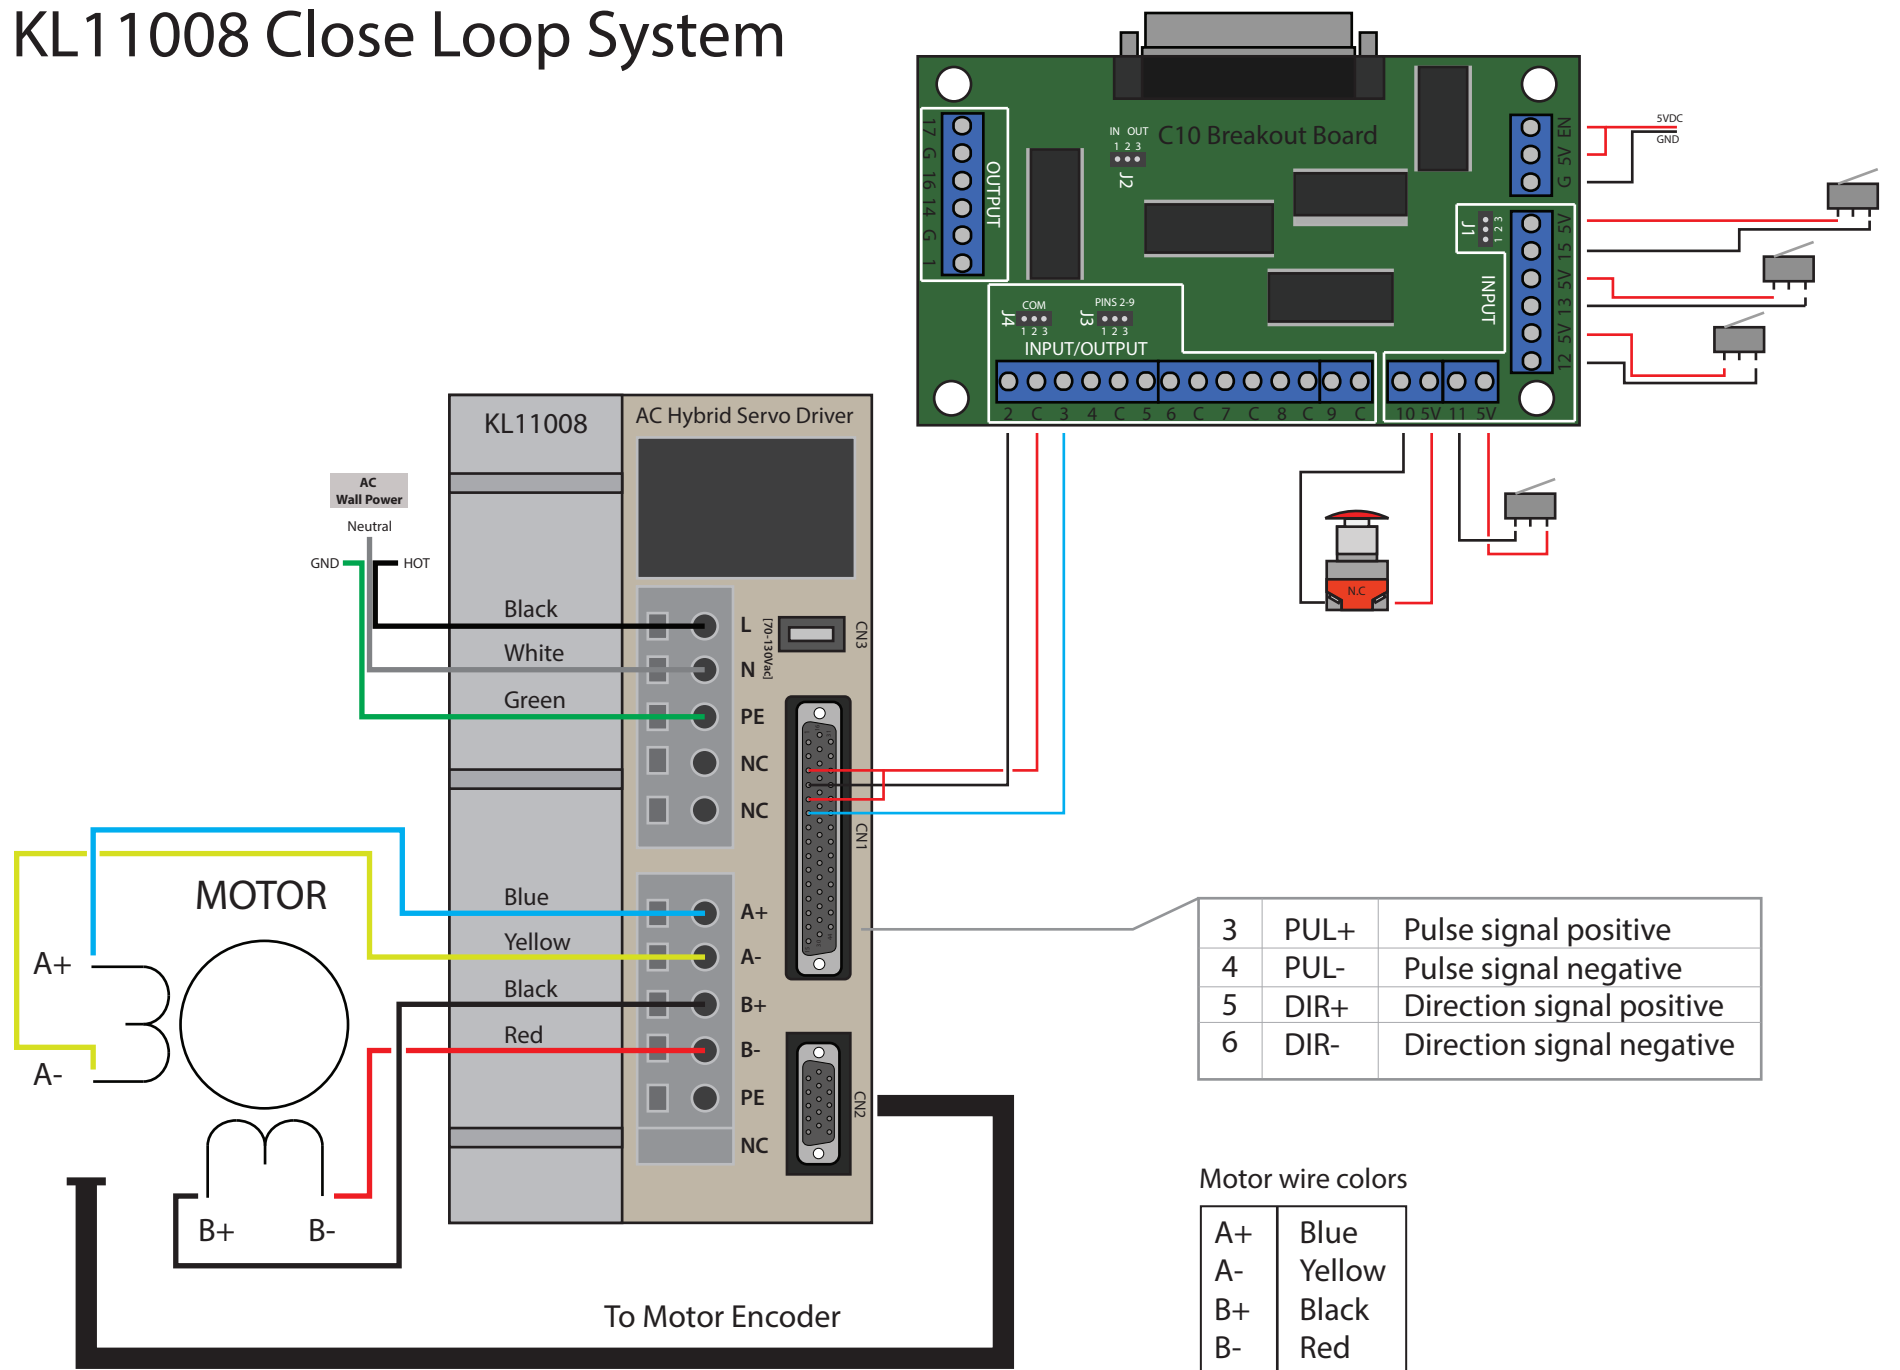 KL11008 Close Loop System
C10 Breakout Board
17
G
16
14
G
1
OUTPUT
IN OUT
1 2 3
J2
EN
5V
G
5VDC
GND
J1
1 2 3
5V
15
5V
13
5V
12
INPUT
COM
J4
1 2 3
PINS 2-9
J3
1 2 3
INPUT/OUTPUT
2 C 3 4 C 5 6 C 7 C 8 C 9 C
10 5V 11 5V
N.C
KL11008
AC Hybrid Servo Driver
AC
Wall Power
Neutral
GND
HOT
Black
White
Green
L
N
PE
NC
NC
[70-130Vac]
CN3
CN1
Blue
Yellow
Black
Red
A+
A-
B+
B-
PE
NC
CN2
MOTOR
A+
A-
B+
B-
To Motor Encoder
3 PUL+ Pulse signal positive
4 PUL- Pulse signal negative
5 DIR+ Direction signal positive
6 DIR- Direction signal negative
Motor wire colors
A+ Blue
A- Yellow
B+ Black
B- Red